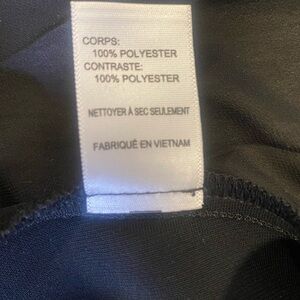 CORPS:
100% POLYESTER
CONTRASTE:
100% POLYESTER
NETTOYER À SEC SEULEMENT
FABRIQUÉ EN VIETNAM